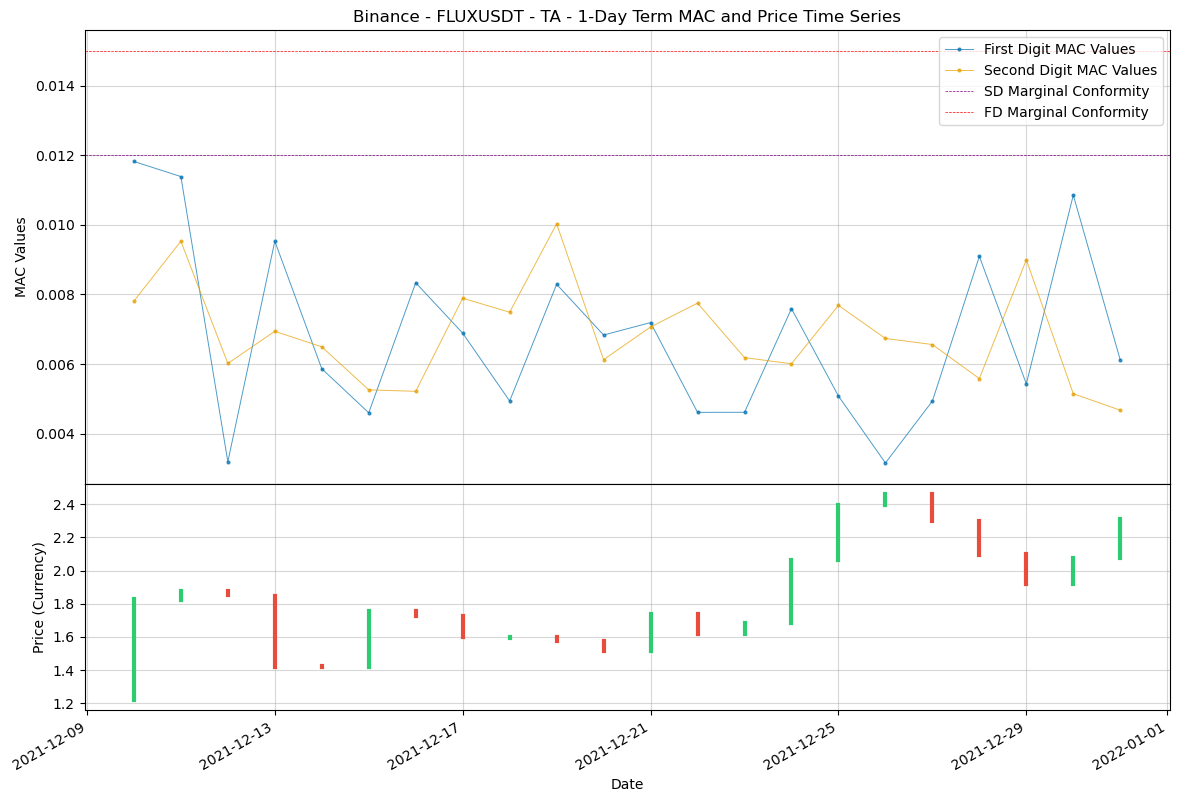 Binance - FLUXUSDT - TA - 1-Day Term MAC and Price Time Series
First Digit MAC Values
Second Digit MAC Values
SD Marginal Conformity
FD Marginal Conformity
MAC Values
0.014
0.012
0.010
0.008
0.006
0.004
Price (Currency)
2.4
2.2
2.0
1.8
1.6
1.4
1.2
2021-12-09
2021-12-13
2021-12-17
2021-12-21
2021-12-25
2021-12-29
2022-01-01
Date